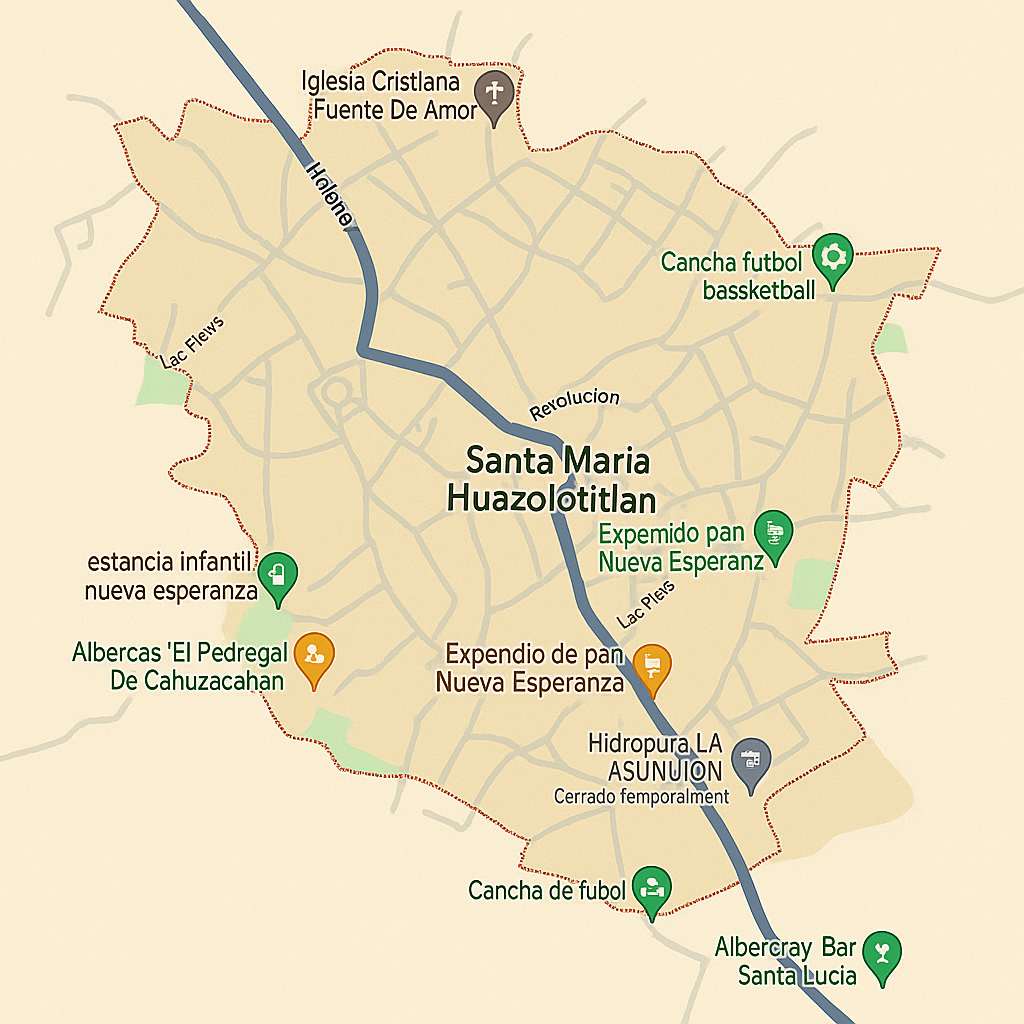 Iglesia Cristlana
Fuente De Amor
Holene
Cancha futbol
bassketball
Lac Flews
Revolucion
Santa Maria
Huazolotitlan
Expemido pan
Nueva Esperanz
estancia infantil
nueva esperanza
Lac Plews
Albercas 'El Pedregal
De Cahuzacahan
Expendio de pan
Nueva Esperanza
Hidropura LA
ASUNUION
Cerrado femporalment
Cancha de fubol
Albercray Bar
Santa Lucia